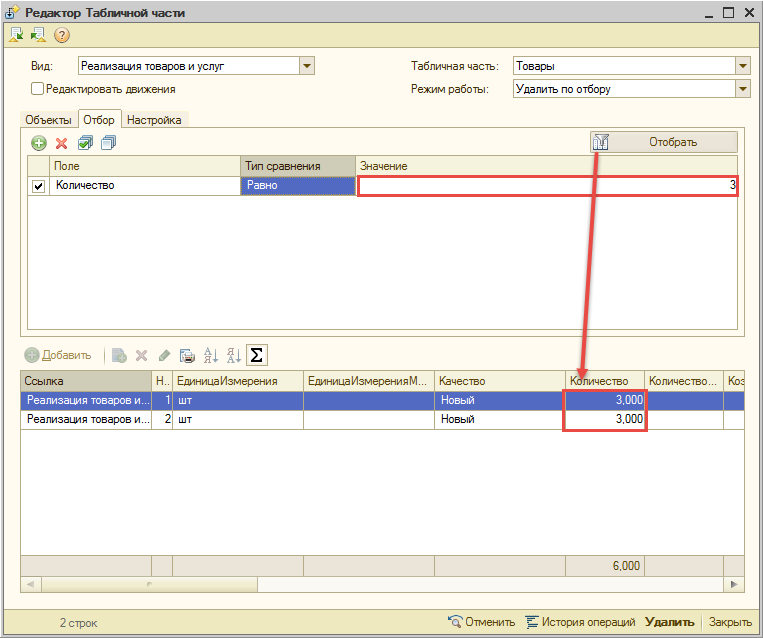 Редактор Табличной части
Вид: Реализация товаров и услуг Табличная часть: Товары
Редактировать движения Режим работы: Удалить по отбору
Объекты Отбор Настройка
Отобрать
Поле Тип сравнения Значение
Количество Равно 3
Добавить
Ссылка Н.. ЕдиницаИзмерения ЕдиницаИзмеренияМ... Качество Количество Количество... Коэ
Реализация товаров и... 1 шт Новый 3,000
Реализация товаров и... 2 шт Новый 3,000
6,000
2 строк Отменить История операций Удалить Закрыть